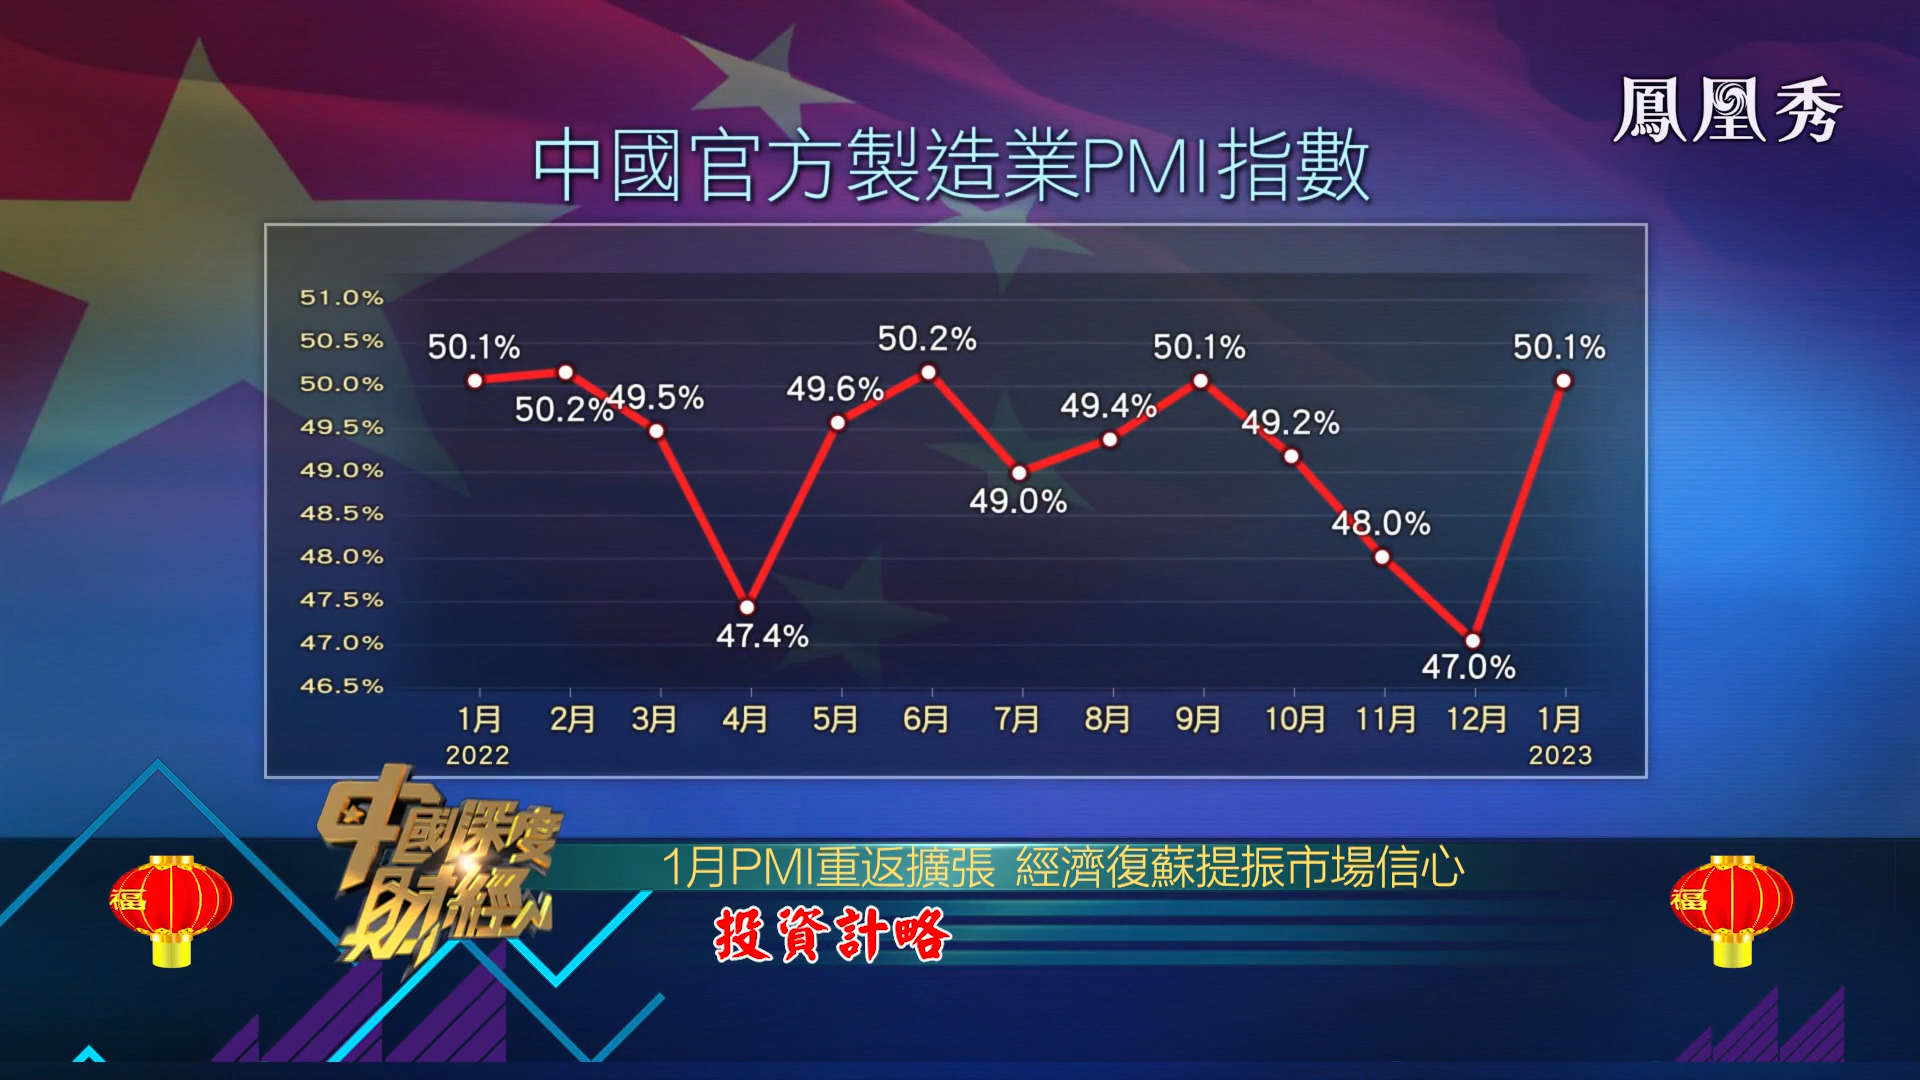 鳳凰秀
中國官方製造業PMI指數
51.0%
50.5%
50.0%
49.5%
49.0%
48.5%
48.0%
47.5%
47.0%
46.5%
50.1%
50.2%
49.5%
47.4%
49.6%
50.2%
49.0%
49.4%
50.1%
49.2%
48.0%
47.0%
50.1%
1月 2月 3月 4月 5月 6月 7月 8月 9月 10月 11月 12月 1月
2022 2023
中國深度
財經
1月PMI重返擴張 經濟復蘇提振市場信心
投資計略
福
福